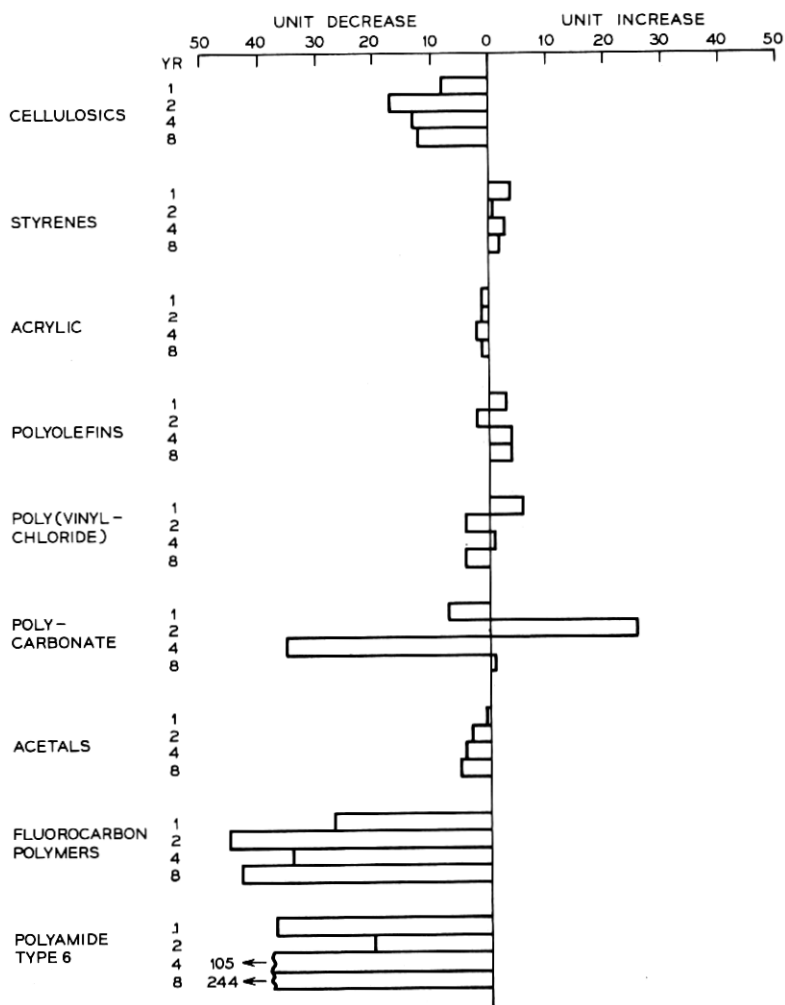 UNIT DECREASE UNIT INCREASE
50 40 30 20 10 0 10 20 30 40 50
YR
CELLULOSICS
1
2
4
8
STYRENES
1
2
4
8
ACRYLIC
1
2
4
8
POLYOLEFINS
1
2
4
8
POLY(VINYL-
CHLORIDE)
1
2
4
8
POLY-
CARBONATE
1
2
4
8
ACETALS
1
2
4
8
FLUOROCARBON
POLYMERS
1
2
4
8
POLYAMIDE
TYPE 6
1
2
4 105
8 244